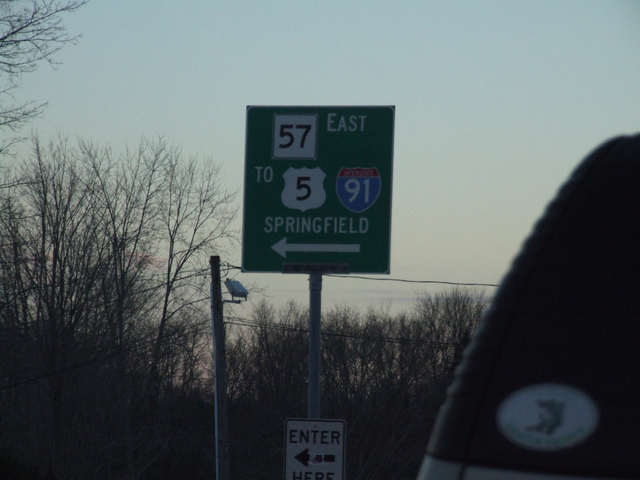 57 EAST
TO 5 INTERSTATE 91
SPRINGFIELD
ENTER
HERE